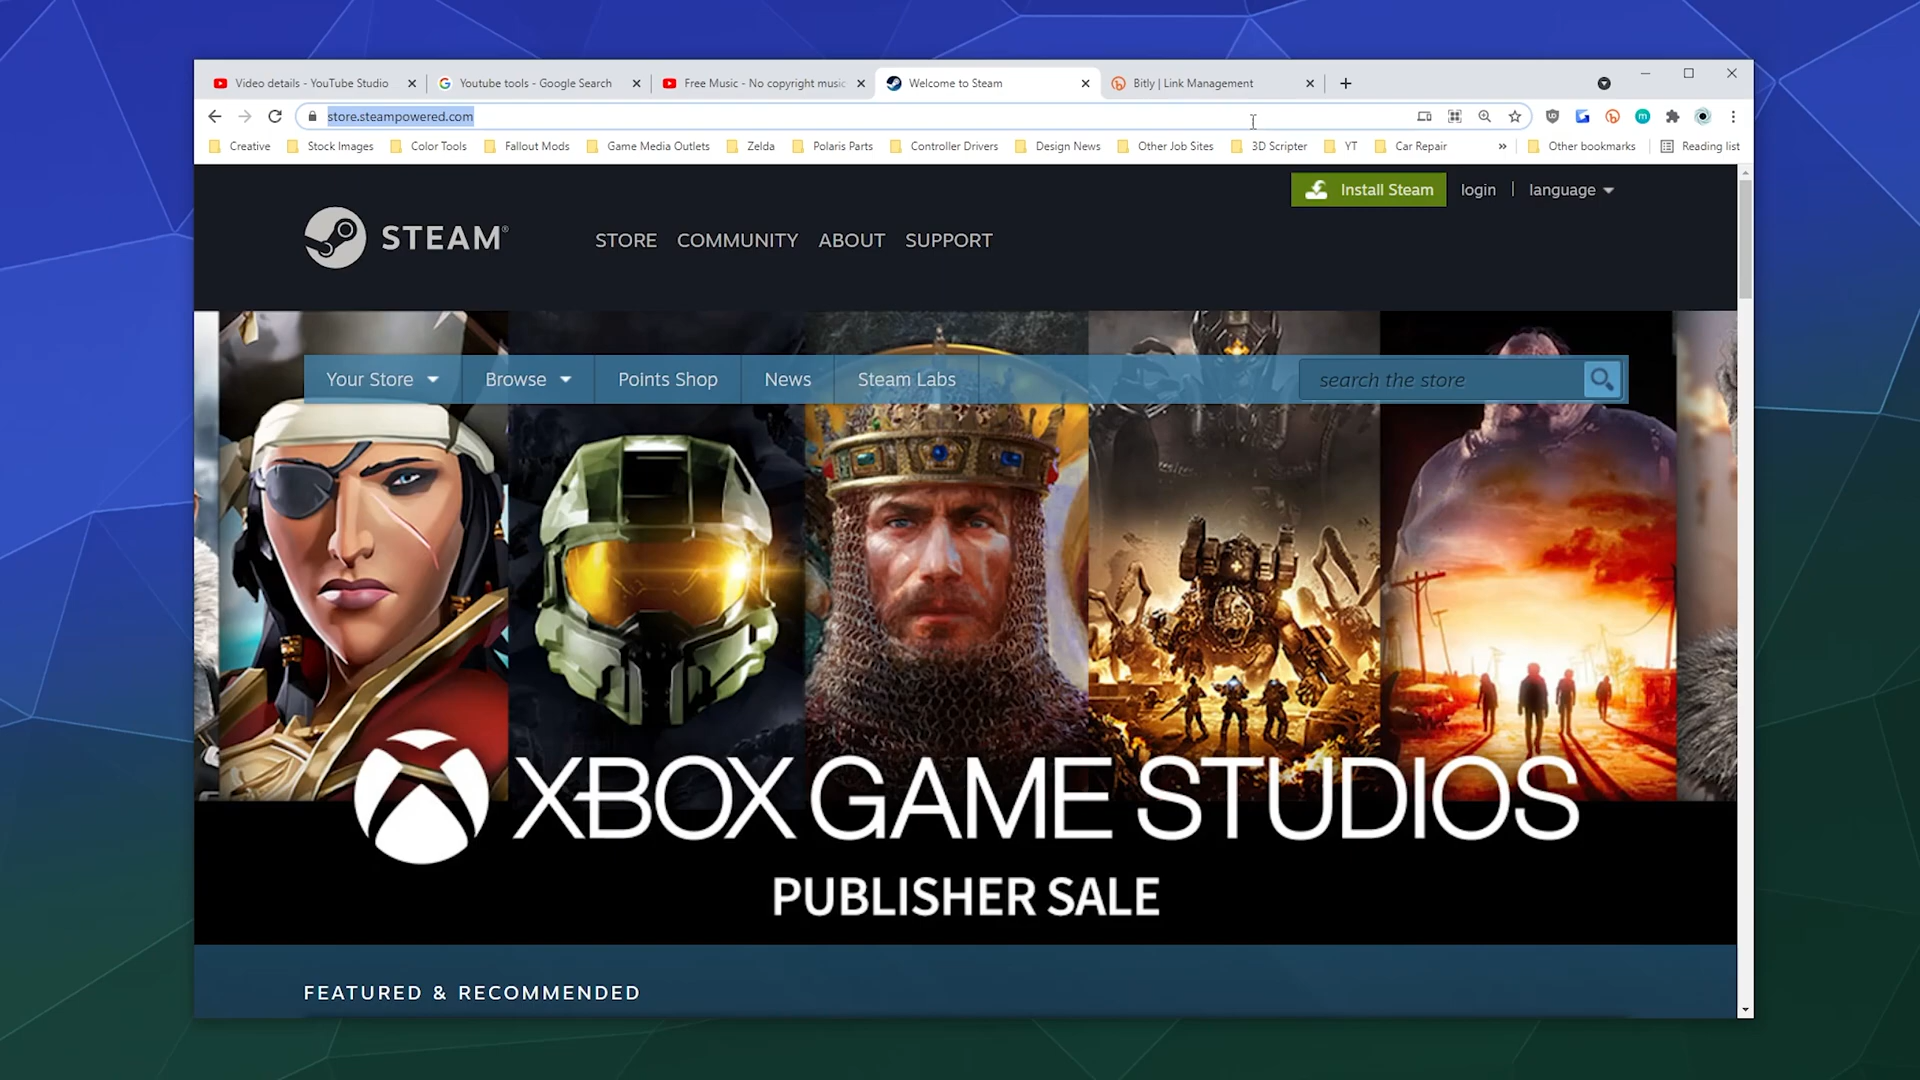 Video details - YouTube Studio
Youtube tools - Google Search
Free Music - No copyright music
Welcome to Steam
Bitly | Link Management
store.steampowered.com
Creative
Stock Images
Color Tools
Fallout Mods
Game Media Outlets
Zelda
Polaris Parts
Controller Drivers
Design News
Other Job Sites
3D Scripter
YT
Car Repair
»
Other bookmarks
Reading list
Install Steam
login
language
STEAM®
STORE
COMMUNITY
ABOUT
SUPPORT
Your Store
Browse
Points Shop
News
Steam Labs
search the store
XBOX GAME STUDIOS
PUBLISHER SALE
FEATURED & RECOMMENDED